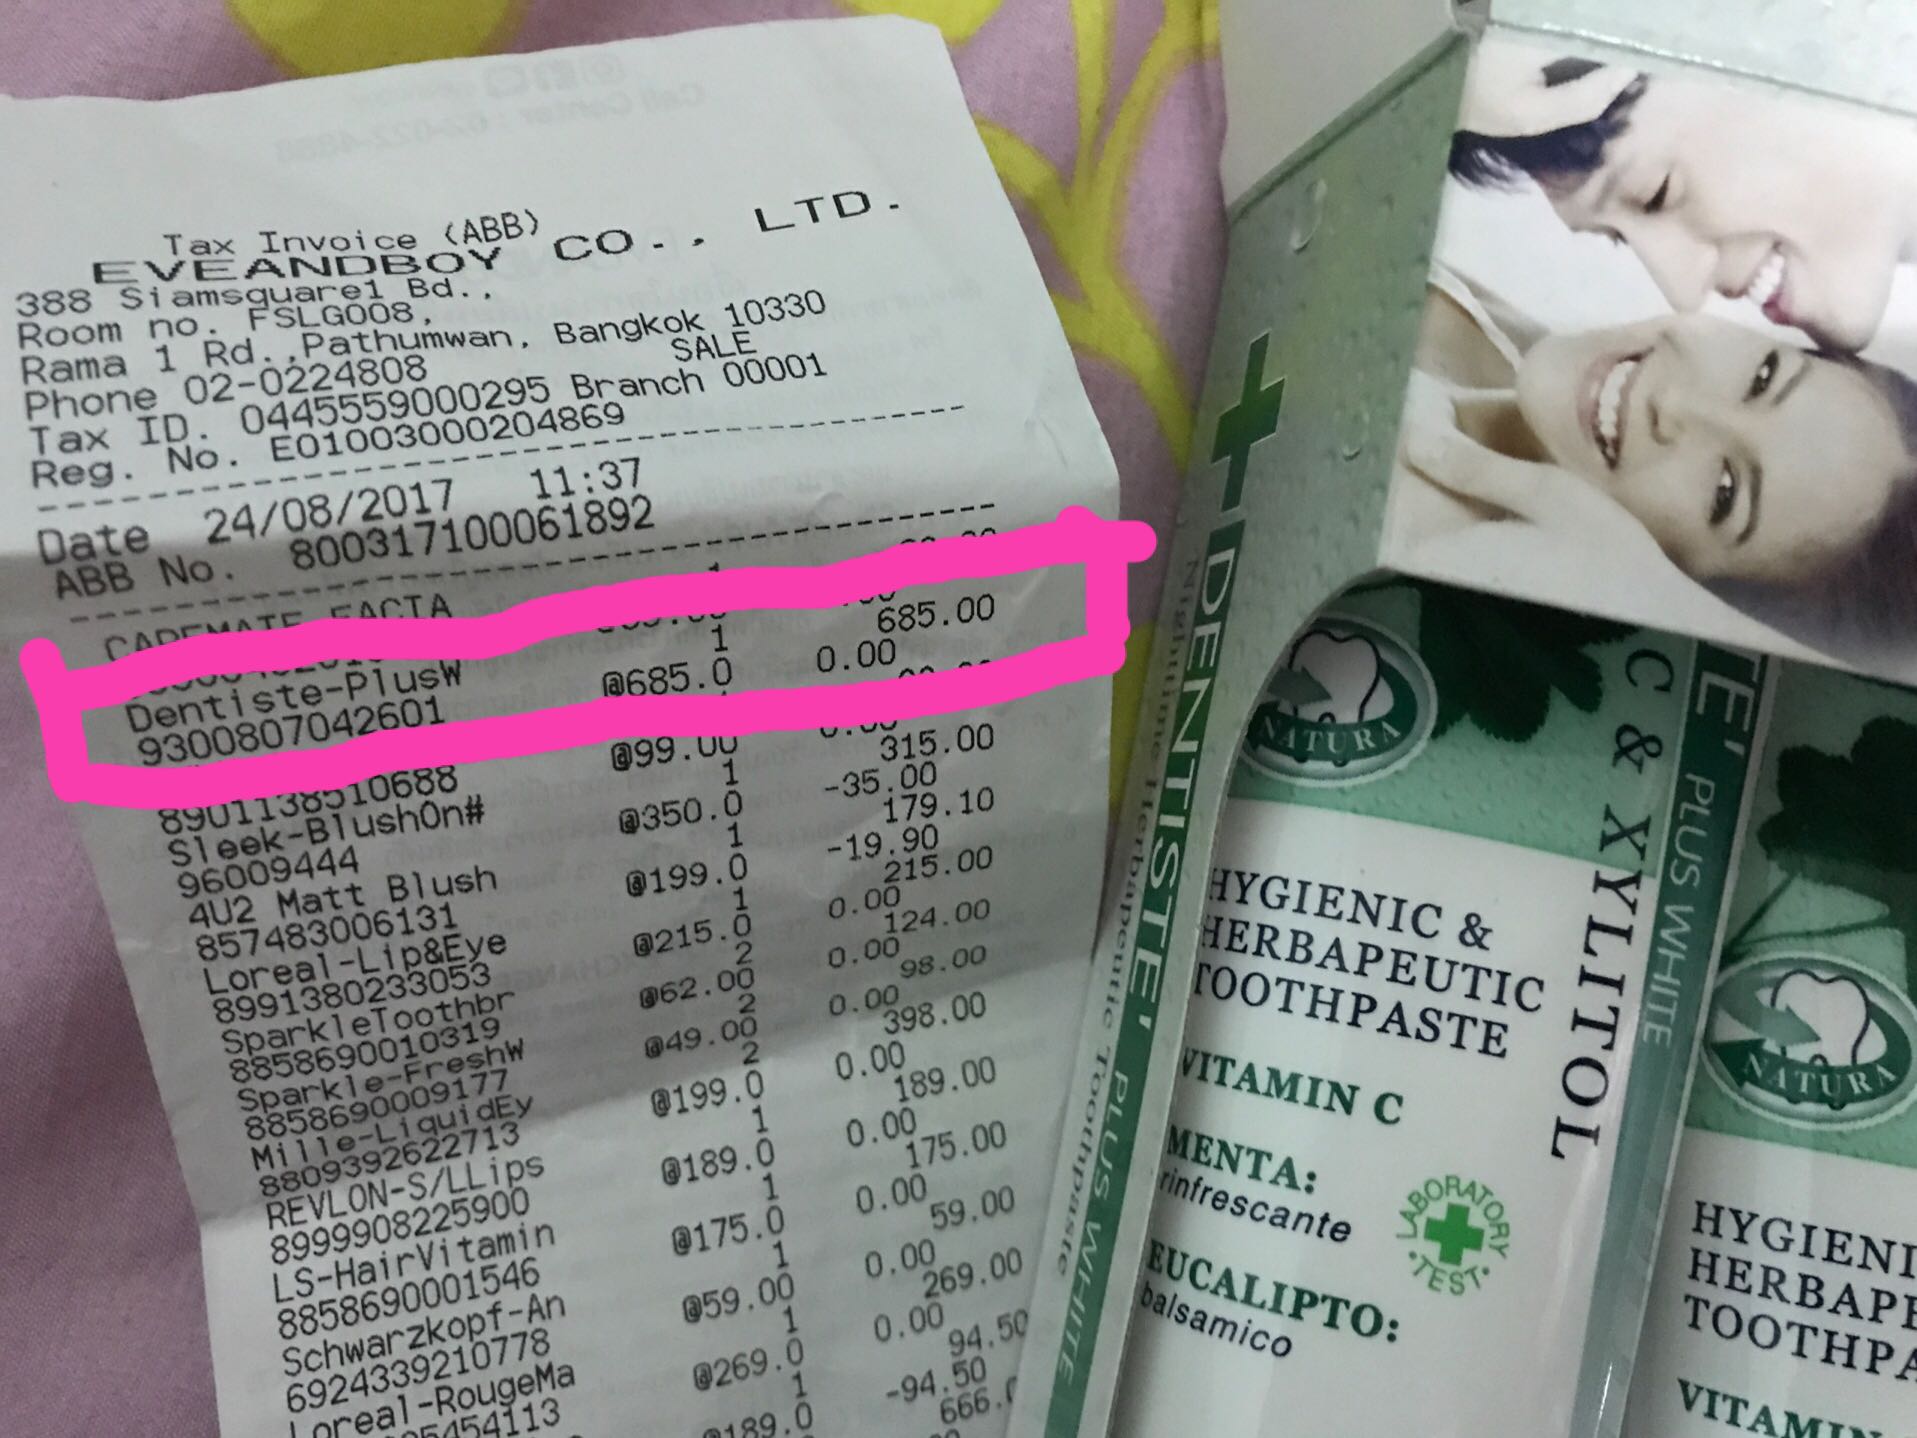 Tax Invoice (ABB)
EVEANDBOY CO., LTD.
388 Siamsquare1 Bd.,
Room no. FSLG008,
Rama 1 Rd.,Pathumwan, Bangkok 10330
Phone 02-0224808 SALE
Tax ID. 0445559000295 Branch 00001
Reg. No. E01003000204869
Date 24/08/2017 11:37
ABB No. 800317100061892
CAREMATE FACTA 1
Dentiste-PlusW 1 685.00
9300807042601 @685.0 0.00
@99.00
8901138510688 1 315.00
Sleek-BlushOn# @350.0 -35.00
96009444 1 179.10
4U2 Matt Blush @199.0 -19.90
857483006131 1 215.00
Loreal-Lip&Eye @215.0 0.00
8991380233053 2 124.00
SparkleToothbr @62.00 0.00
8858690010319 2 98.00
Sparkle-FreshW @49.00 0.00
8858690009177 2 398.00
Mille-LiquidEy @199.0 0.00
8809392622713 1 189.00
REVLON-S/LLips @189.0 0.00
8999908225900 1 175.00
LS-HairVitamin @175.0 0.00
8858690001546 1 59.00
Schwarzkopf-An @59.00 0.00
6924339210778 1 269.00
Loreal-RougeMa @269.0 0.00
5454113 1 94.50
@189.0 -94.50
666.0
DENTISTE' PLUS WHITE
Nighttime Herbapeutic Toothpaste
NATURA
C & XYLITOL
HYGIENIC &
HERBAPEUTIC
TOOTHPASTE
VITAMIN C
MENTA:
rinfrescante
EUCALIPTO:
balsamico
LABORATORY
TEST
TE' PLUS WHITE
NATURA
HYGIENI
HERBAPE
TOOTHPA
VITAMIN